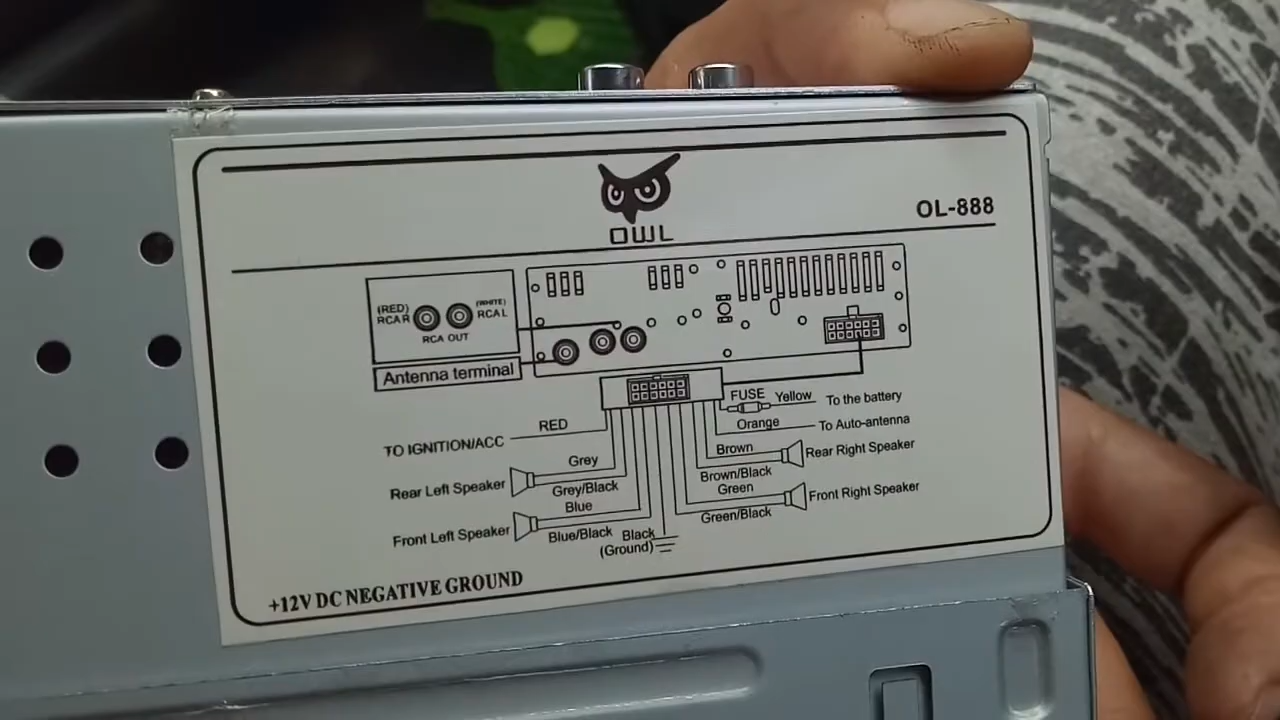 OWL
OL-888
(RED)
RCA R
(WHITE)
RCA L
RCA OUT
Antenna terminal
FUSE Yellow To the battery
Orange To Auto-antenna
TO IGNITION/ACC RED
Brown
Rear Right Speaker
Brown/Black
Grey
Rear Left Speaker
Grey/Black
Green
Front Right Speaker
Green/Black
Blue
Front Left Speaker
Blue/Black
Black
(Ground)
+12V DC NEGATIVE GROUND